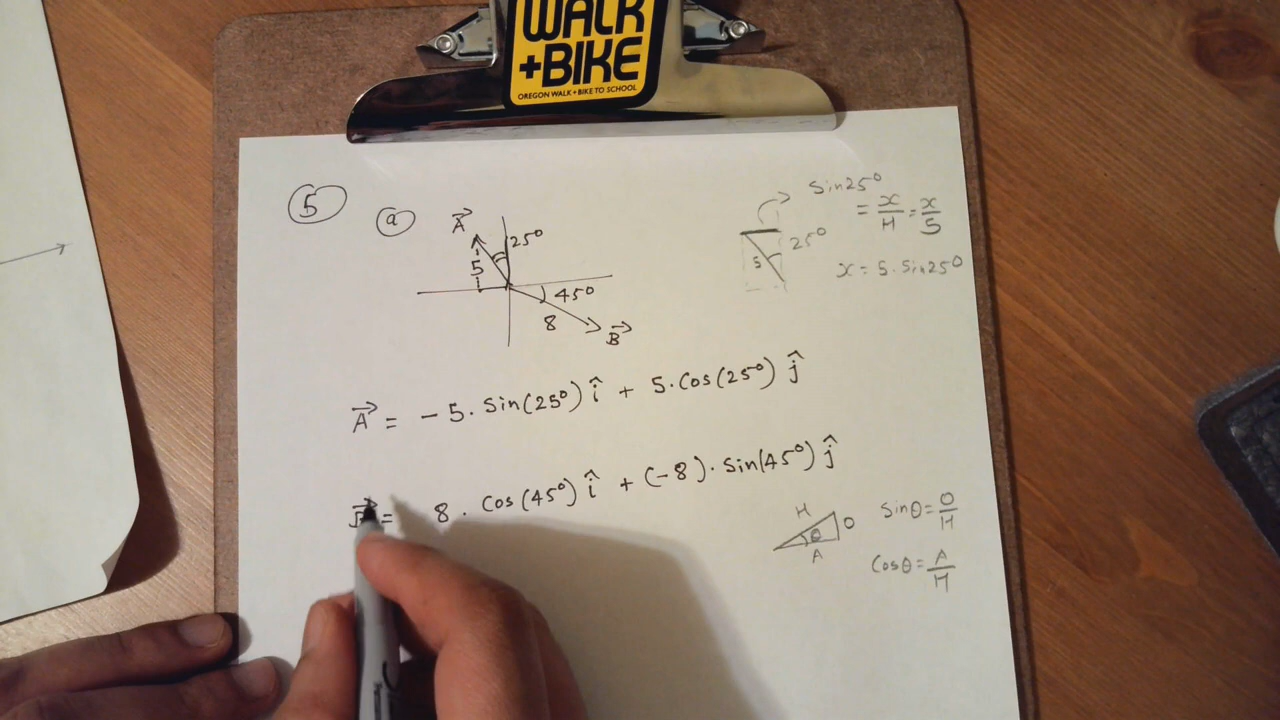 WALK
+BIKE
OREGON WALK+BIKE TO SCHOOL
5
a
A⃗
25°
5
45°
8
B⃗
sin25°
= x/H = x/5
25°
5
x = 5. Sin25°
A⃗ = - 5. Sin(25°) î + 5. Cos(25°) ĵ
= 8. Cos(45°) î + (-8). Sin(45°) ĵ
H
O
θ
A
Sinθ = O/H
Cosθ = A/H